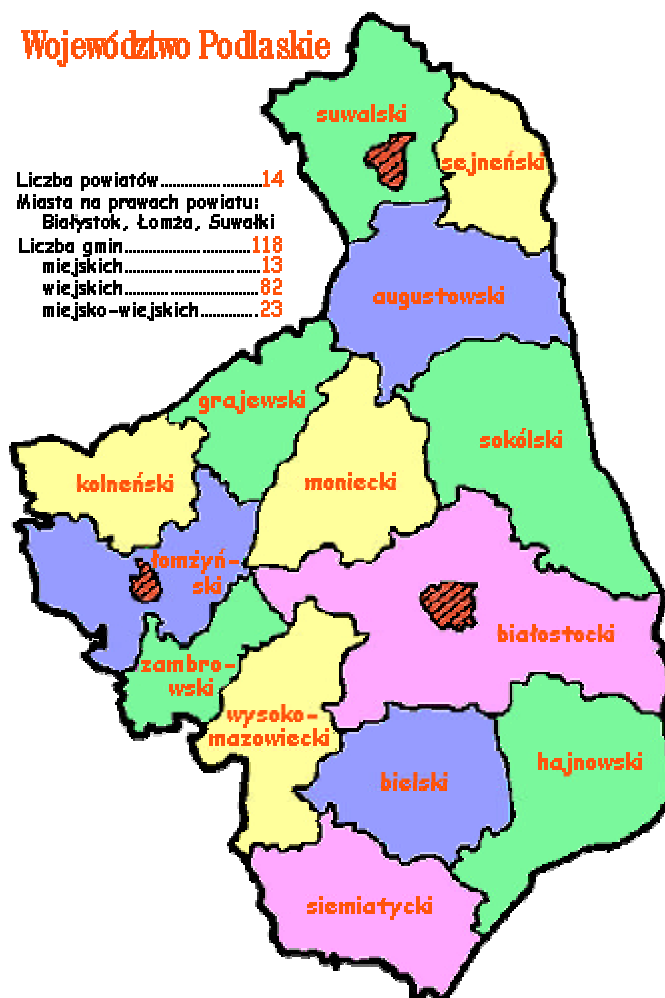 Województwo Podlaskie
Liczba powiatów.......................14
Miasta na prawach powiatu:
Białystok, Łomża, Suwałki
Liczba gmin.............................118
miejskich...............................13
wiejskich...............................82
miejsko-wiejskich.............23
suwalski
sejneński
augustowski
grajewski
sokólski
kolneński
moniecki
łomżyń-
ski
białostocki
zambro-
wski
wysoko-
mazowiecki
bielski
hajnowski
siemiatycki